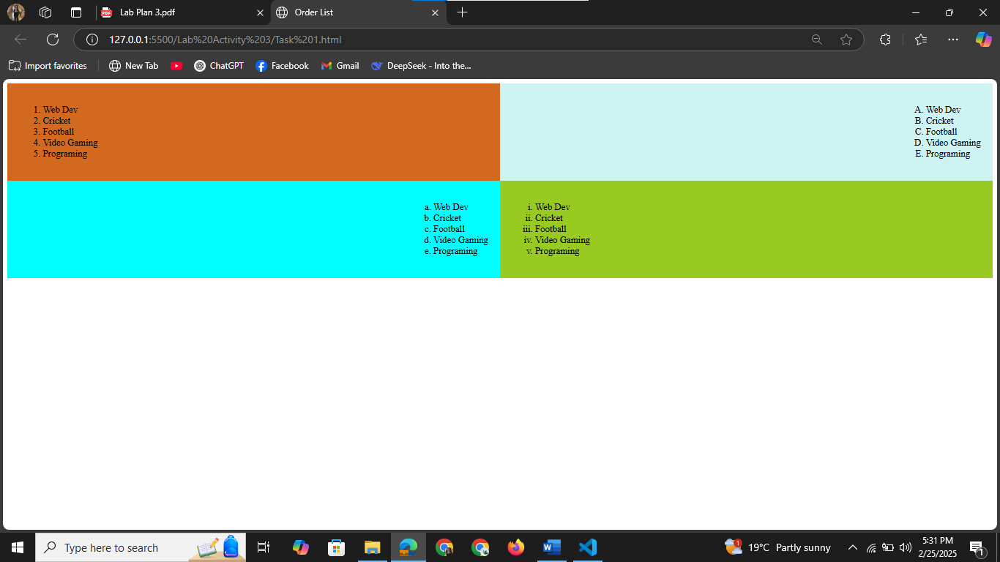 Lab Plan 3.pdf
Order List
127.0.0.1:5500/Lab%20Activity%203/Task%201.html
Import favorites
New Tab
ChatGPT
Facebook
Gmail
DeepSeek - Into the...
1. Web Dev
2. Cricket
3. Football
4. Video Gaming
5. Programing
A. Web Dev
B. Cricket
C. Football
D. Video Gaming
E. Programing
a. Web Dev
b. Cricket
c. Football
d. Video Gaming
e. Programing
i. Web Dev
ii. Cricket
iii. Football
iv. Video Gaming
v. Programing
Type here to search
19°C Partly sunny
5:31 PM
2/25/2025